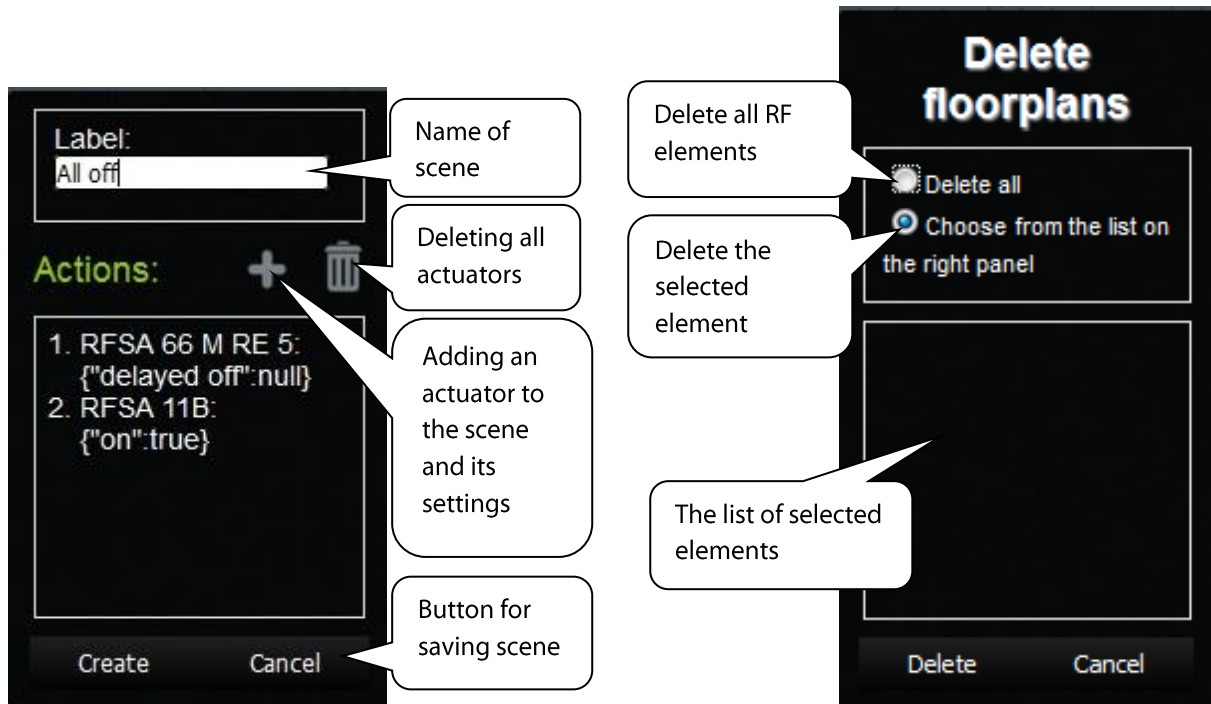 Label:
All off
Actions:
1. RFSA 66 M RE 5:
{"delayed off":null}
2. RFSA 11B:
{"on":true}
Create Cancel
Name of
scene
Deleting all
actuators
Adding an
actuator to
the scene
and its
settings
Button for
saving scene
Delete all RF
elements
Delete the
selected
element
The list of selected
elements
Delete
floorplans
Delete all
Choose from the list on
the right panel
Delete Cancel